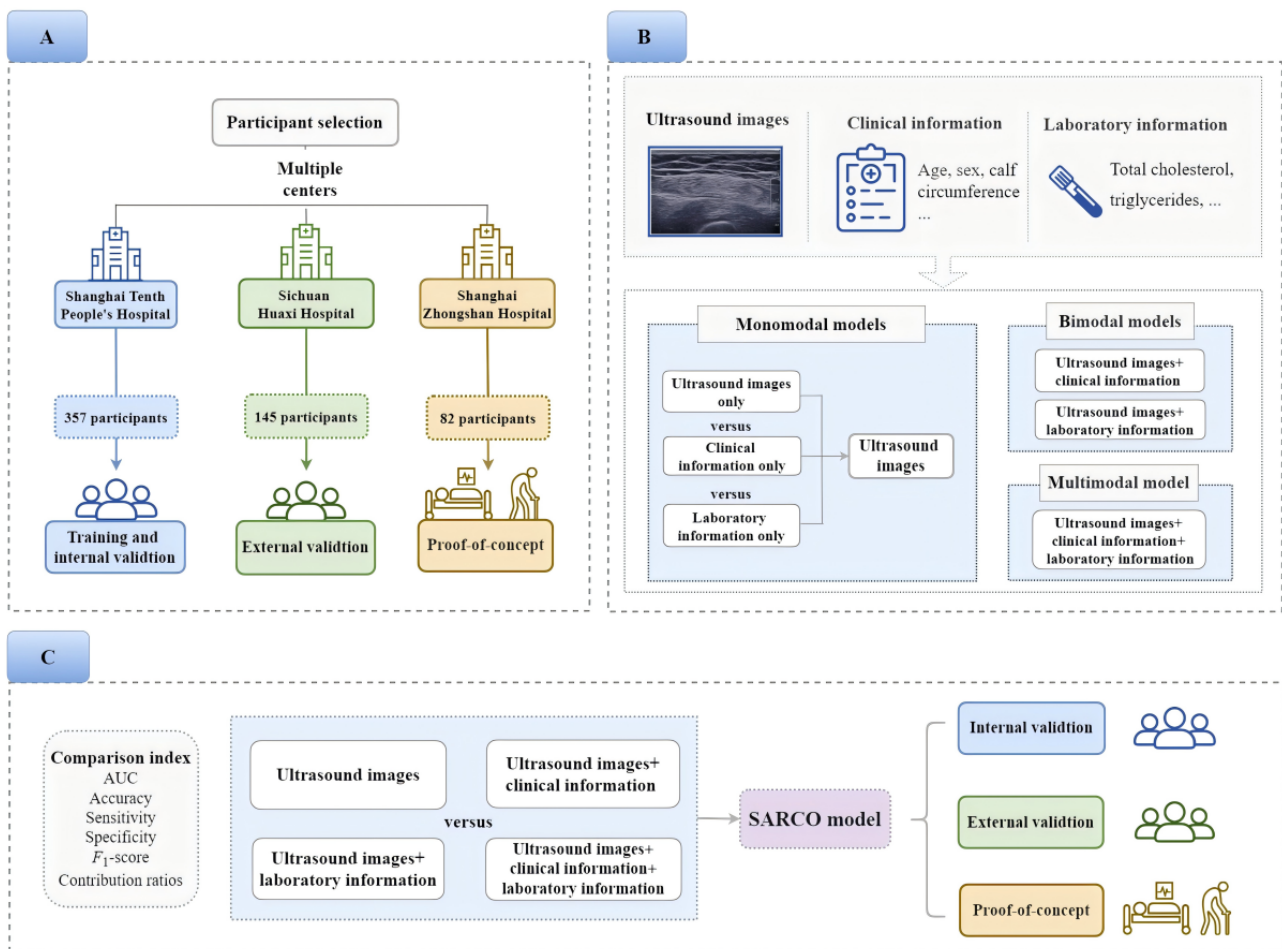 A
Participant selection
Multiple
centers
Shanghai Tenth
People's Hospital
Sichuan
Huaxi Hospital
Shanghai
Zhongshan Hospital
357 participants
145 participants
82 participants
Training and
internal validtion
External validtion
Proof-of-concept
B
Ultrasound images
Clinical information
Age, sex, calf
circumference
...
Laboratory information
Total cholesterol,
triglycerides, ...
Monomodal models
Ultrasound images
only
versus
Clinical
information only
versus
Laboratory
information only
Ultrasound
images
Bimodal models
Ultrasound images+
clinical information
Ultrasound images+
laboratory information
Multimodal model
Ultrasound images+
clinical information+
laboratory information
C
Comparison index
AUC
Accuracy
Sensitivity
Specificity
F1-score
Contribution ratios
Ultrasound images
Ultrasound images+
clinical information
versus
Ultrasound images+
laboratory information
Ultrasound images+
clinical information+
laboratory information
SARCO model
Internal validtion
External validtion
Proof-of-concept